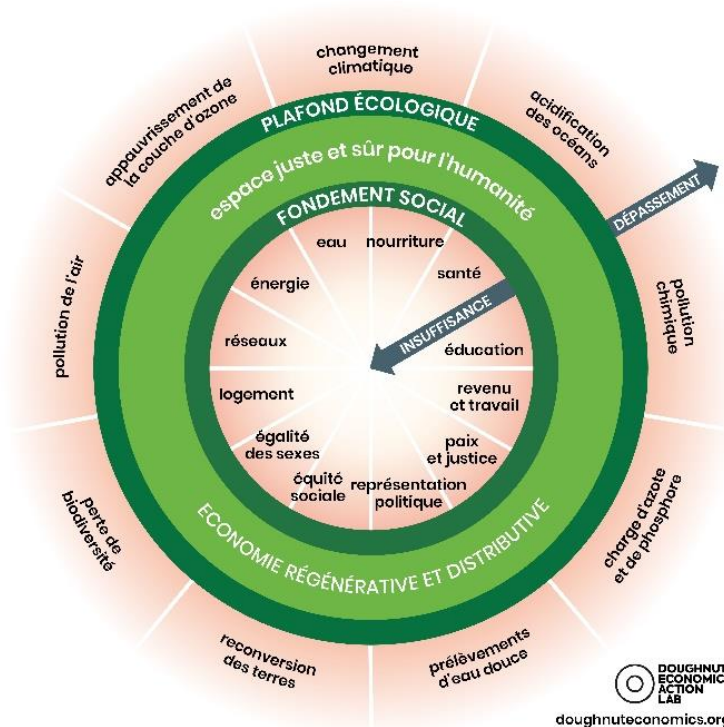 changement
climatique
acidification
des océans
DÉPASSEMENT
pollution
chimique
charge d'azote
et de phosphore
prélèvements
d'eau douce
reconversion
des terres
perte de
biodiversité
pollution de l'air
appauvrissement de
la couche d'ozone
PLAFOND ÉCOLOGIQUE
espace juste et sûr pour l'humanité
FONDEMENT SOCIAL
eau
nourriture
santé
INSUFFISANCE
éducation
revenu
et travail
paix
et justice
représentation
politique
équité
sociale
égalité
des sexes
logement
réseaux
énergie
ECONOMIE RÉGÉNÉRATIVE ET DISTRIBUTIVE
DOUGHNUT
ECONOMIC
ACTION
LAB
doughnuteconomics.org